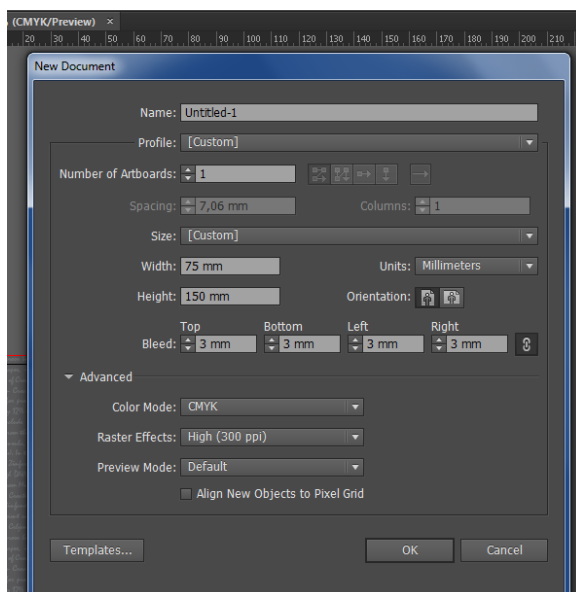 (CMYK/Preview) ×
20 30 40 50 60 70 80 90 100 110 120 130 140 150 160 170 180 190 200 210
New Document
Name: Untitled-1
Profile: [Custom]
Number of Artboards: 1
Spacing: 7,06 mm Columns: 1
Size: [Custom]
Width: 75 mm Units: Millimeters
Height: 150 mm Orientation:
Top Bottom Left Right
Bleed: 3 mm 3 mm 3 mm 3 mm
Advanced
Color Mode: CMYK
Raster Effects: High (300 ppi)
Preview Mode: Default
Align New Objects to Pixel Grid
Templates... OK Cancel